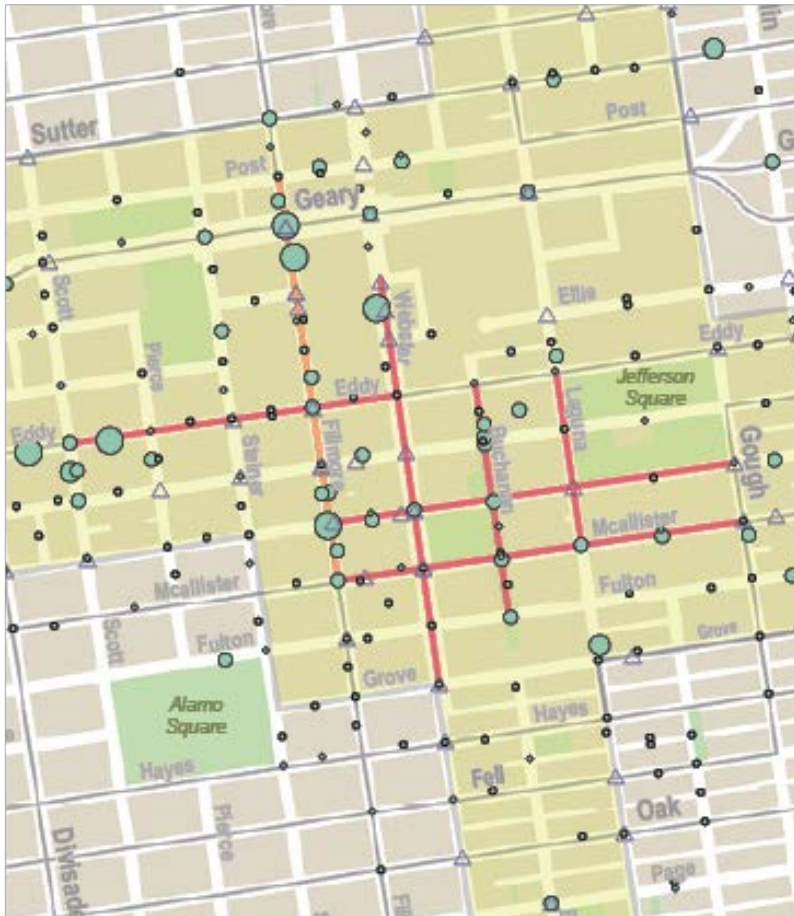 Sutter
Post
Post
Geary
Scott
Pierce
Webster
Ellis
Eddy
Eddy
Eddy
Jefferson
Square
Steiner
Fillmore
Buchanan
Laguna
Gough
Mcallister
Mcallister
Fulton
Fulton
Scott
Grove
Grove
Alamo
Square
Hayes
Hayes
Fell
Pierce
Oak
Page